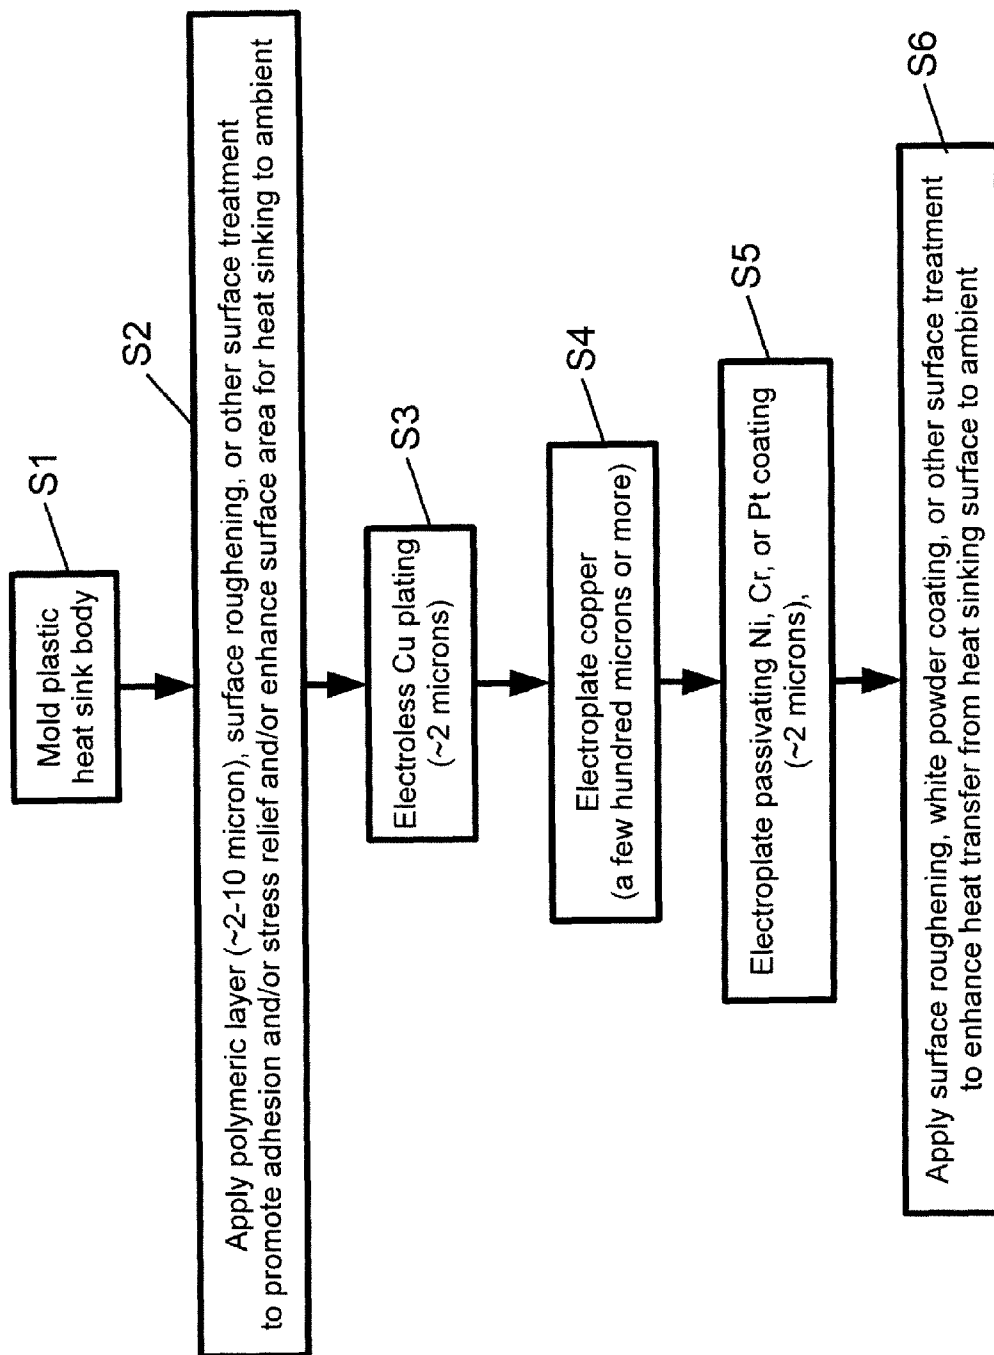 S1
Mold plastic
heat sink body
S2
Apply polymeric layer (~2-10 micron), surface roughening, or other surface treatment
to promote adhesion and/or stress relief and/or enhance surface area for heat sinking to ambient
S3
Electroless Cu plating
(~2 microns)
S4
Electroplate copper
(a few hundred microns or more)
S5
Electroplate passivating Ni, Cr, or Pt coating
(~2 microns),
S6
Apply surface roughing, white powder coating, or other surface treatment
to enhance heat transfer from heat sinking surface to ambient